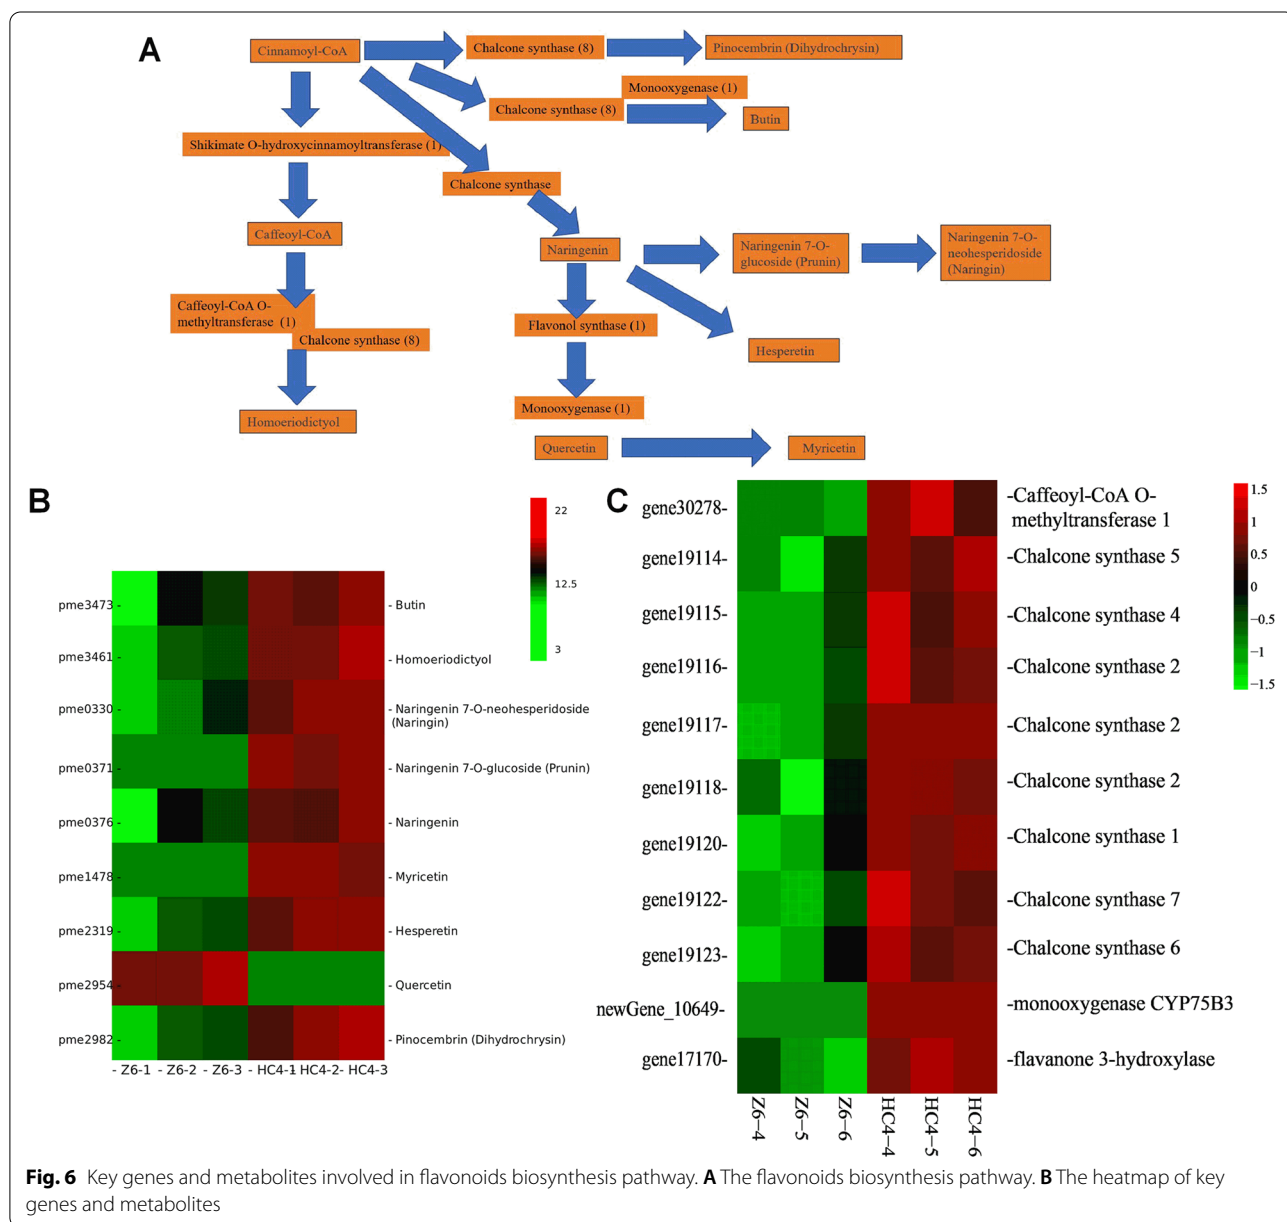 A
Cinnamoyl-CoA
Chalcone synthase (8)
Pinocembrin (Dihydrochrysin)
Monooxygenase (1)
Chalcone synthase (8)
Butin
Shikimate O-hydroxycinnamoyltransferase (1)
Chalcone synthase
Caffeoyl-CoA
Naringenin
Naringenin 7-O-
glucoside (Prunin)
Naringenin 7-O-
neohesperidoside
(Naringin)
Caffeoyl-CoA O-
methyltransferase (1)
Chalcone synthase (8)
Flavonol synthase (1)
Hesperetin
Homoeriodictyol
Monooxygenase (1)
Quercetin
Myricetin
B
22
12.5
3
pme3473 -
- Butin
pme3461 -
- Homoeriodictyol
pme0330 -
- Naringenin 7-O-neohesperidoside
(Naringin)
pme0371 -
- Naringenin 7-O-glucoside (Prunin)
pme0376 -
- Naringenin
pme1478 -
- Myricetin
pme2319 -
- Hesperetin
pme2954 -
- Quercetin
pme2982 -
- Pinocembrin (Dihydrochrysin)
- Z6-1 - Z6-2 - Z6-3 - HC4-1 HC4-2 - HC4-3
C
1.5
1
0.5
0
−0.5
−1
−1.5
gene30278-
-Caffeoyl-CoA O-
methyltransferase 1
gene19114-
-Chalcone synthase 5
gene19115-
-Chalcone synthase 4
gene19116-
-Chalcone synthase 2
gene19117-
-Chalcone synthase 2
gene19118-
-Chalcone synthase 2
gene19120-
-Chalcone synthase 1
gene19122-
-Chalcone synthase 7
gene19123-
-Chalcone synthase 6
newGene_10649-
-monooxygenase CYP75B3
gene17170-
-flavanone 3-hydroxylase
Z6−4
Z6−5
Z6−6
HC4−4
HC4−5
HC4−6
Fig. 6 Key genes and metabolites involved in flavonoids biosynthesis pathway. A The flavonoids biosynthesis pathway. B The heatmap of key
genes and metabolites